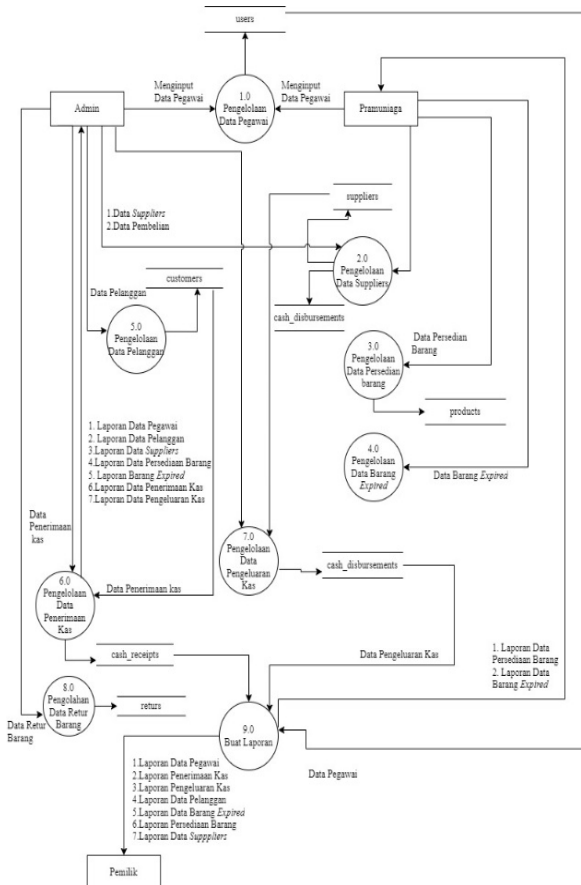 users
Menginput
Data Pegawai
Menginput
Data Pegawai
Admin
1.0
Pengelolaan
Data Pegawai
Pramuniaga
suppliers
1.Data Suppliers
2.Data Pembelian
2.0
Pengelolaan
Data Suppliers
customers
Data Pelanggan
cash_disbursements
5.0
Pengelolaan
Data Pelanggan
Data Persedian
Barang
3.0
Pengelolaan
Data Persedian
barang
products
1. Laporan Data Pegawai
2. Laporan Data Pelanggan
3.Laporan Data Suppliers
4.Laporan Data Persediaan Barang
5. Laporan Barang Expired
6.Laporan Data Penerimaan Kas
7.Laporan Data Pengeluaran Kas
4.0
Pengelolaan
Data Barang
Expired
Data Barang Expired
Data
Penerimaan
kas
7.0
Pengelolaan
Data
Pengeluaran
Kas
cash_disbursements
6.0
Pengelolaan
Data
Penerimaan
Kas
Data Penerimaan kas
cash_receipts
Data Pengeluaran Kas
1. Laporan Data
Persediaan Barang
2. Laporan Data
Barang Expired
8.0
Pengolahan
Data Retur
Barang
returs
Data Retur
Barang
9.0
Buat Laporan
Data Pegawai
1.Laporan Data Pegawai
2.Laporan Penerimaan Kas
3.Laporan Pengeluaran Kas
4.Laporan Data Pelanggan
5.Laporan Data Barang Expired
6.Laporan Persediaan Barang
7.Laporan Data Supppliers
Pemilik